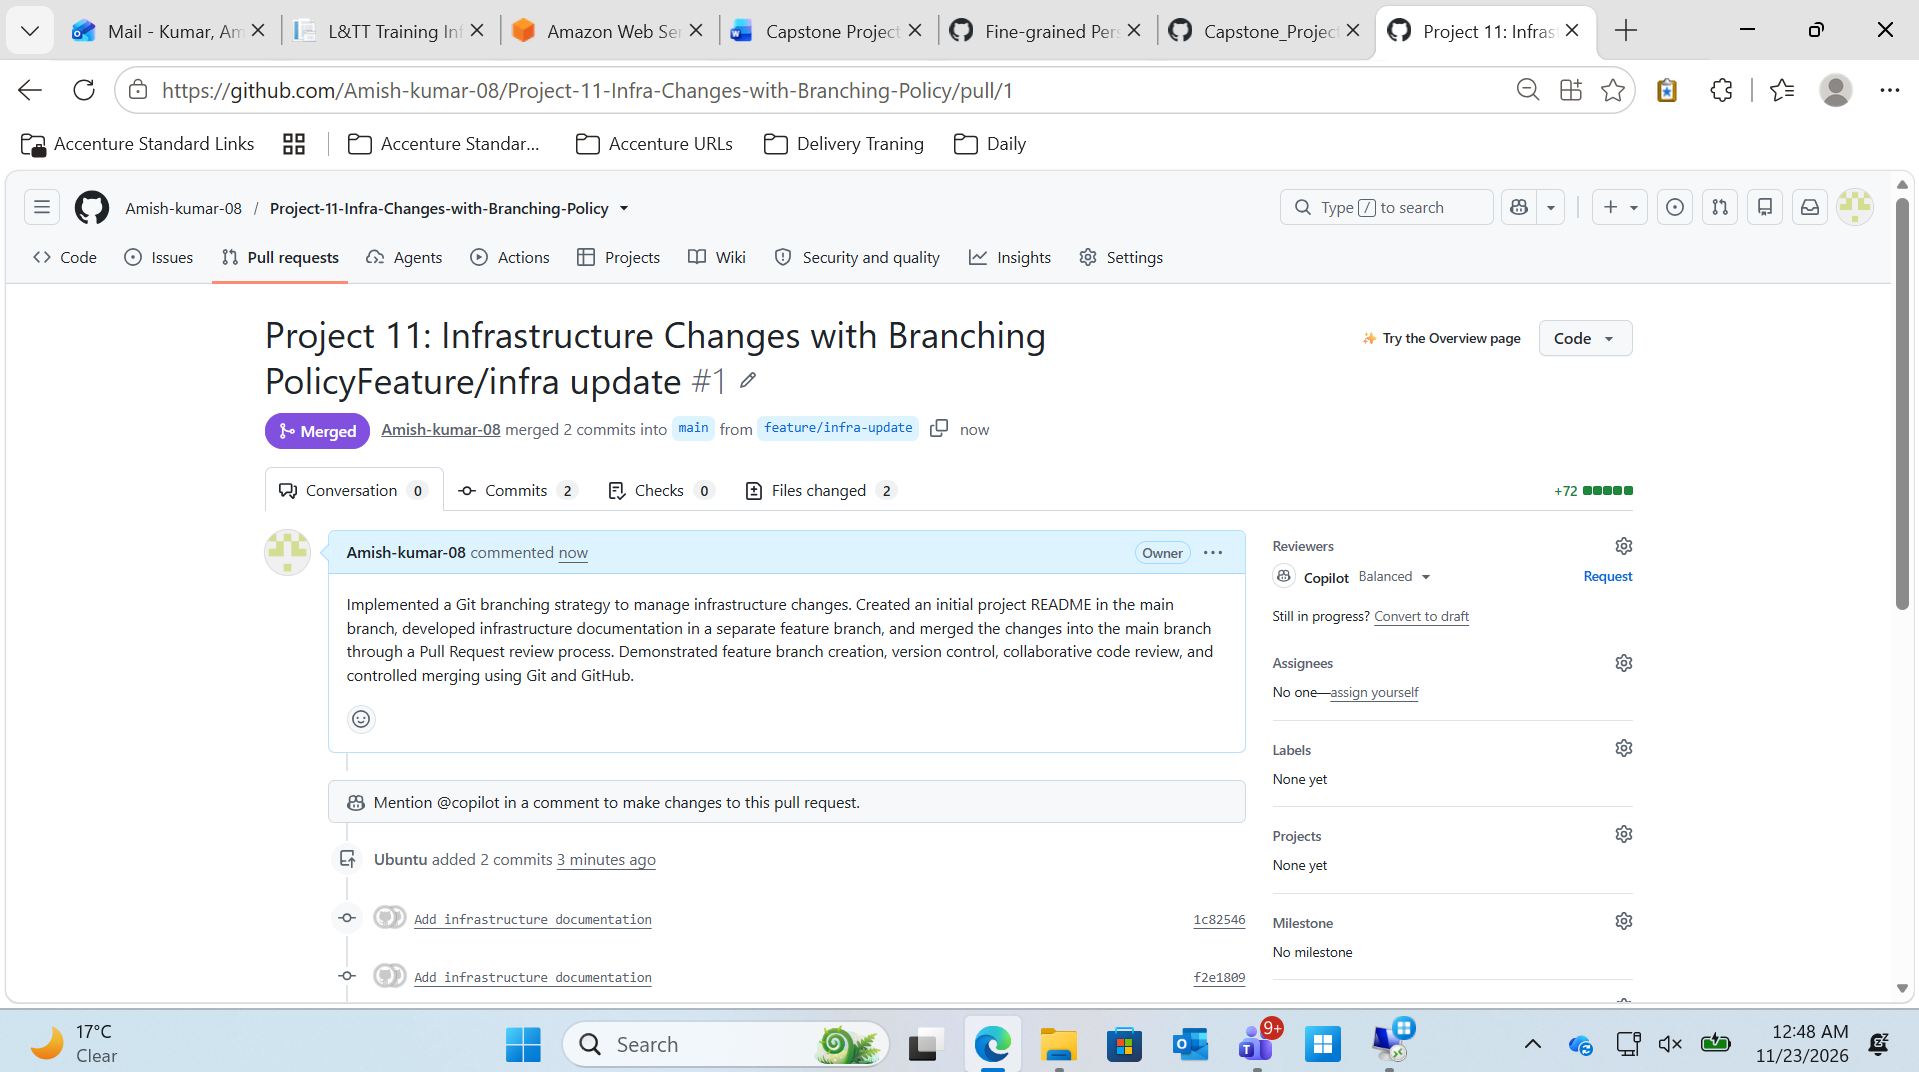 Mail - Kumar, Am
L&TT Training Inf
Amazon Web Ser
Capstone Project
Fine-grained Pers
Capstone_Project
Project 11: Infrast
https://github.com/Amish-kumar-08/Project-11-Infra-Changes-with-Branching-Policy/pull/1
Accenture Standard Links
Accenture Standar...
Accenture URLs
Delivery Traning
Daily
Amish-kumar-08 / Project-11-Infra-Changes-with-Branching-Policy
Type / to search
Code
Issues
Pull requests
Agents
Actions
Projects
Wiki
Security and quality
Insights
Settings
Project 11: Infrastructure Changes with Branching
PolicyFeature/infra update #1
Try the Overview page
Code
Merged
Amish-kumar-08 merged 2 commits into main from feature/infra-update now
Conversation 0
Commits 2
Checks 0
Files changed 2
+72
Amish-kumar-08 commented now
Owner
Implemented a Git branching strategy to manage infrastructure changes. Created an initial project README in the main
branch, developed infrastructure documentation in a separate feature branch, and merged the changes into the main branch
through a Pull Request review process. Demonstrated feature branch creation, version control, collaborative code review, and
controlled merging using Git and GitHub.
Mention @copilot in a comment to make changes to this pull request.
Ubuntu added 2 commits 3 minutes ago
Add infrastructure documentation
1c82546
Add infrastructure documentation
f2e1809
Reviewers
Copilot Balanced
Request
Still in progress? Convert to draft
Assignees
No one—assign yourself
Labels
None yet
Projects
None yet
Milestone
No milestone
17°C
Clear
Search
9+
12:48 AM
11/23/2026